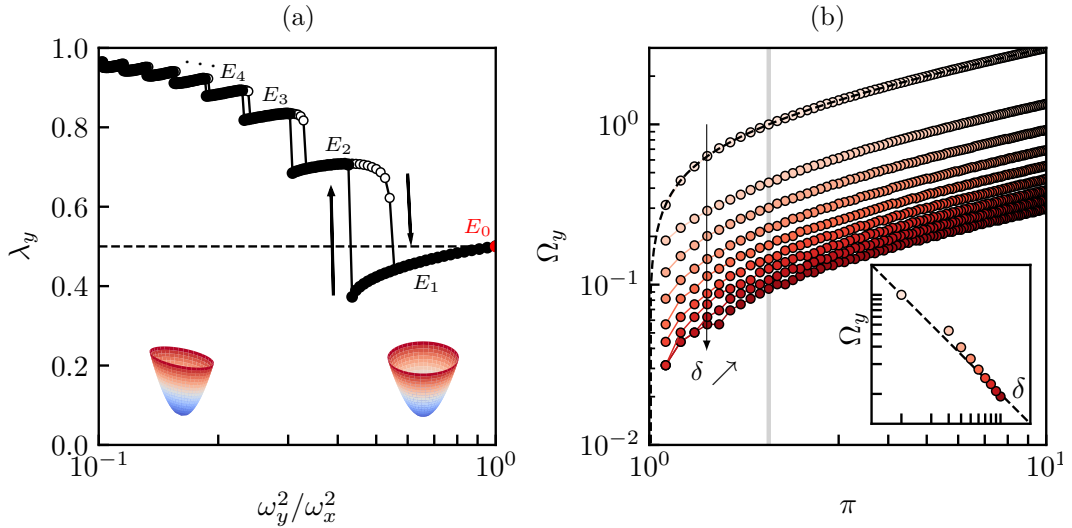 (a)
(b)
λ_y
1.0
0.8
0.6
0.4
0.2
0.0
E_4
. . . .
E_3
E_2
E_0
E_1
10^{-1}
10^0
ω_y^2/ω_x^2
Ω_y
10^0
10^{-1}
10^{-2}
δ ↗
Ω_y
δ
10^0
10^1
π